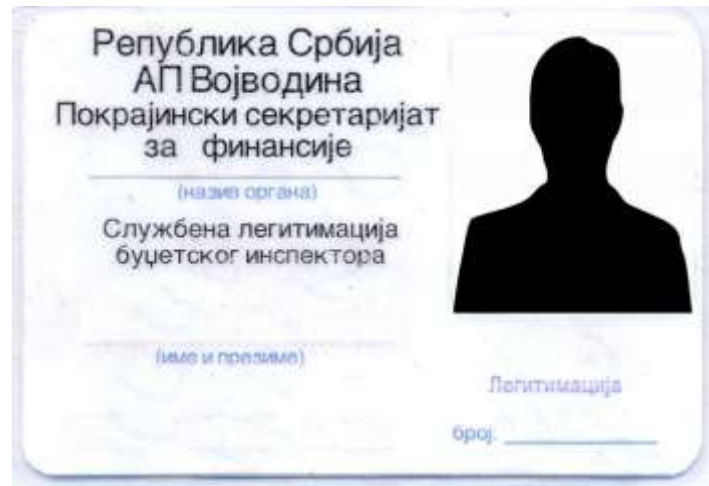 Република Србија
АП Војводина
Покрајински секретаријат
за финансије
(назив органа)
Службена легитимација
буџетског инспектора
(име и презиме)
Легитимација
број.